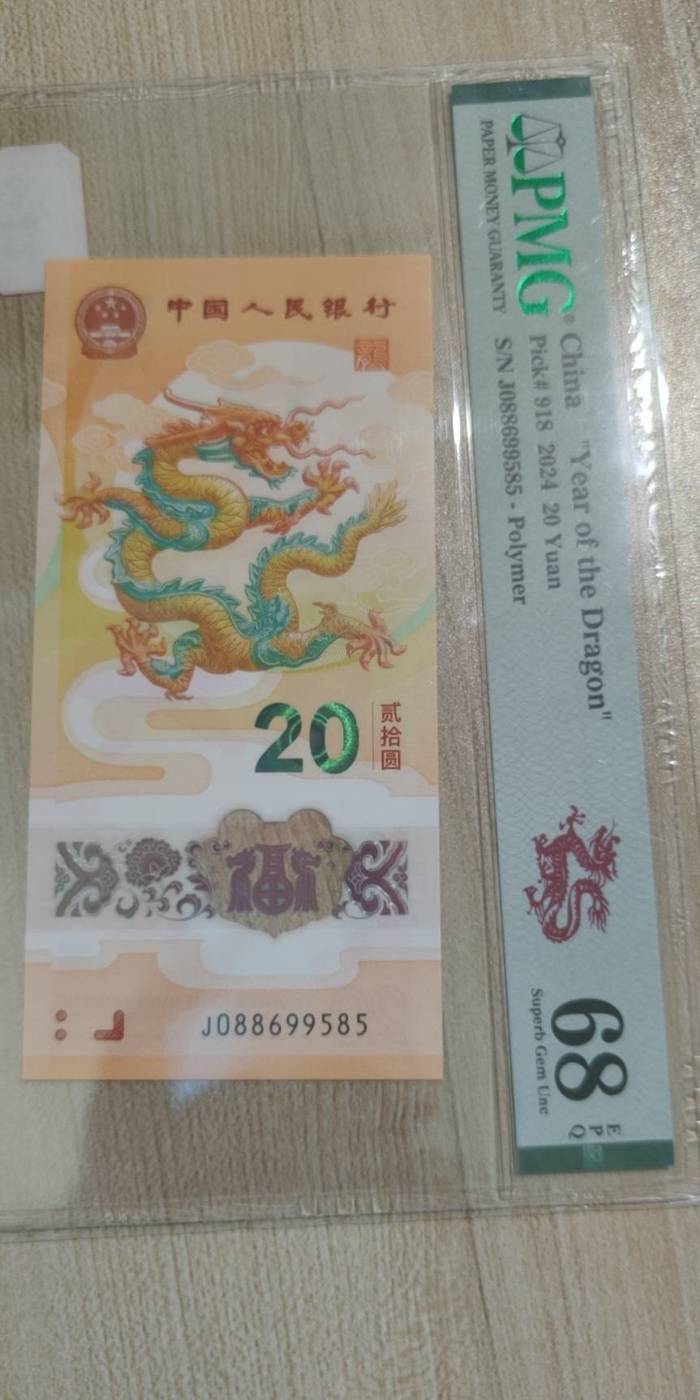 中国人民银行
20
贰拾圆
福
J088699585
PMG®
PAPER MONEY GUARANTY
China "Year of the Dragon"
Pick# 918 2024 20 Yuan
S/N J088699585 - Polymer
68
EPQ
Superb Gem Unc